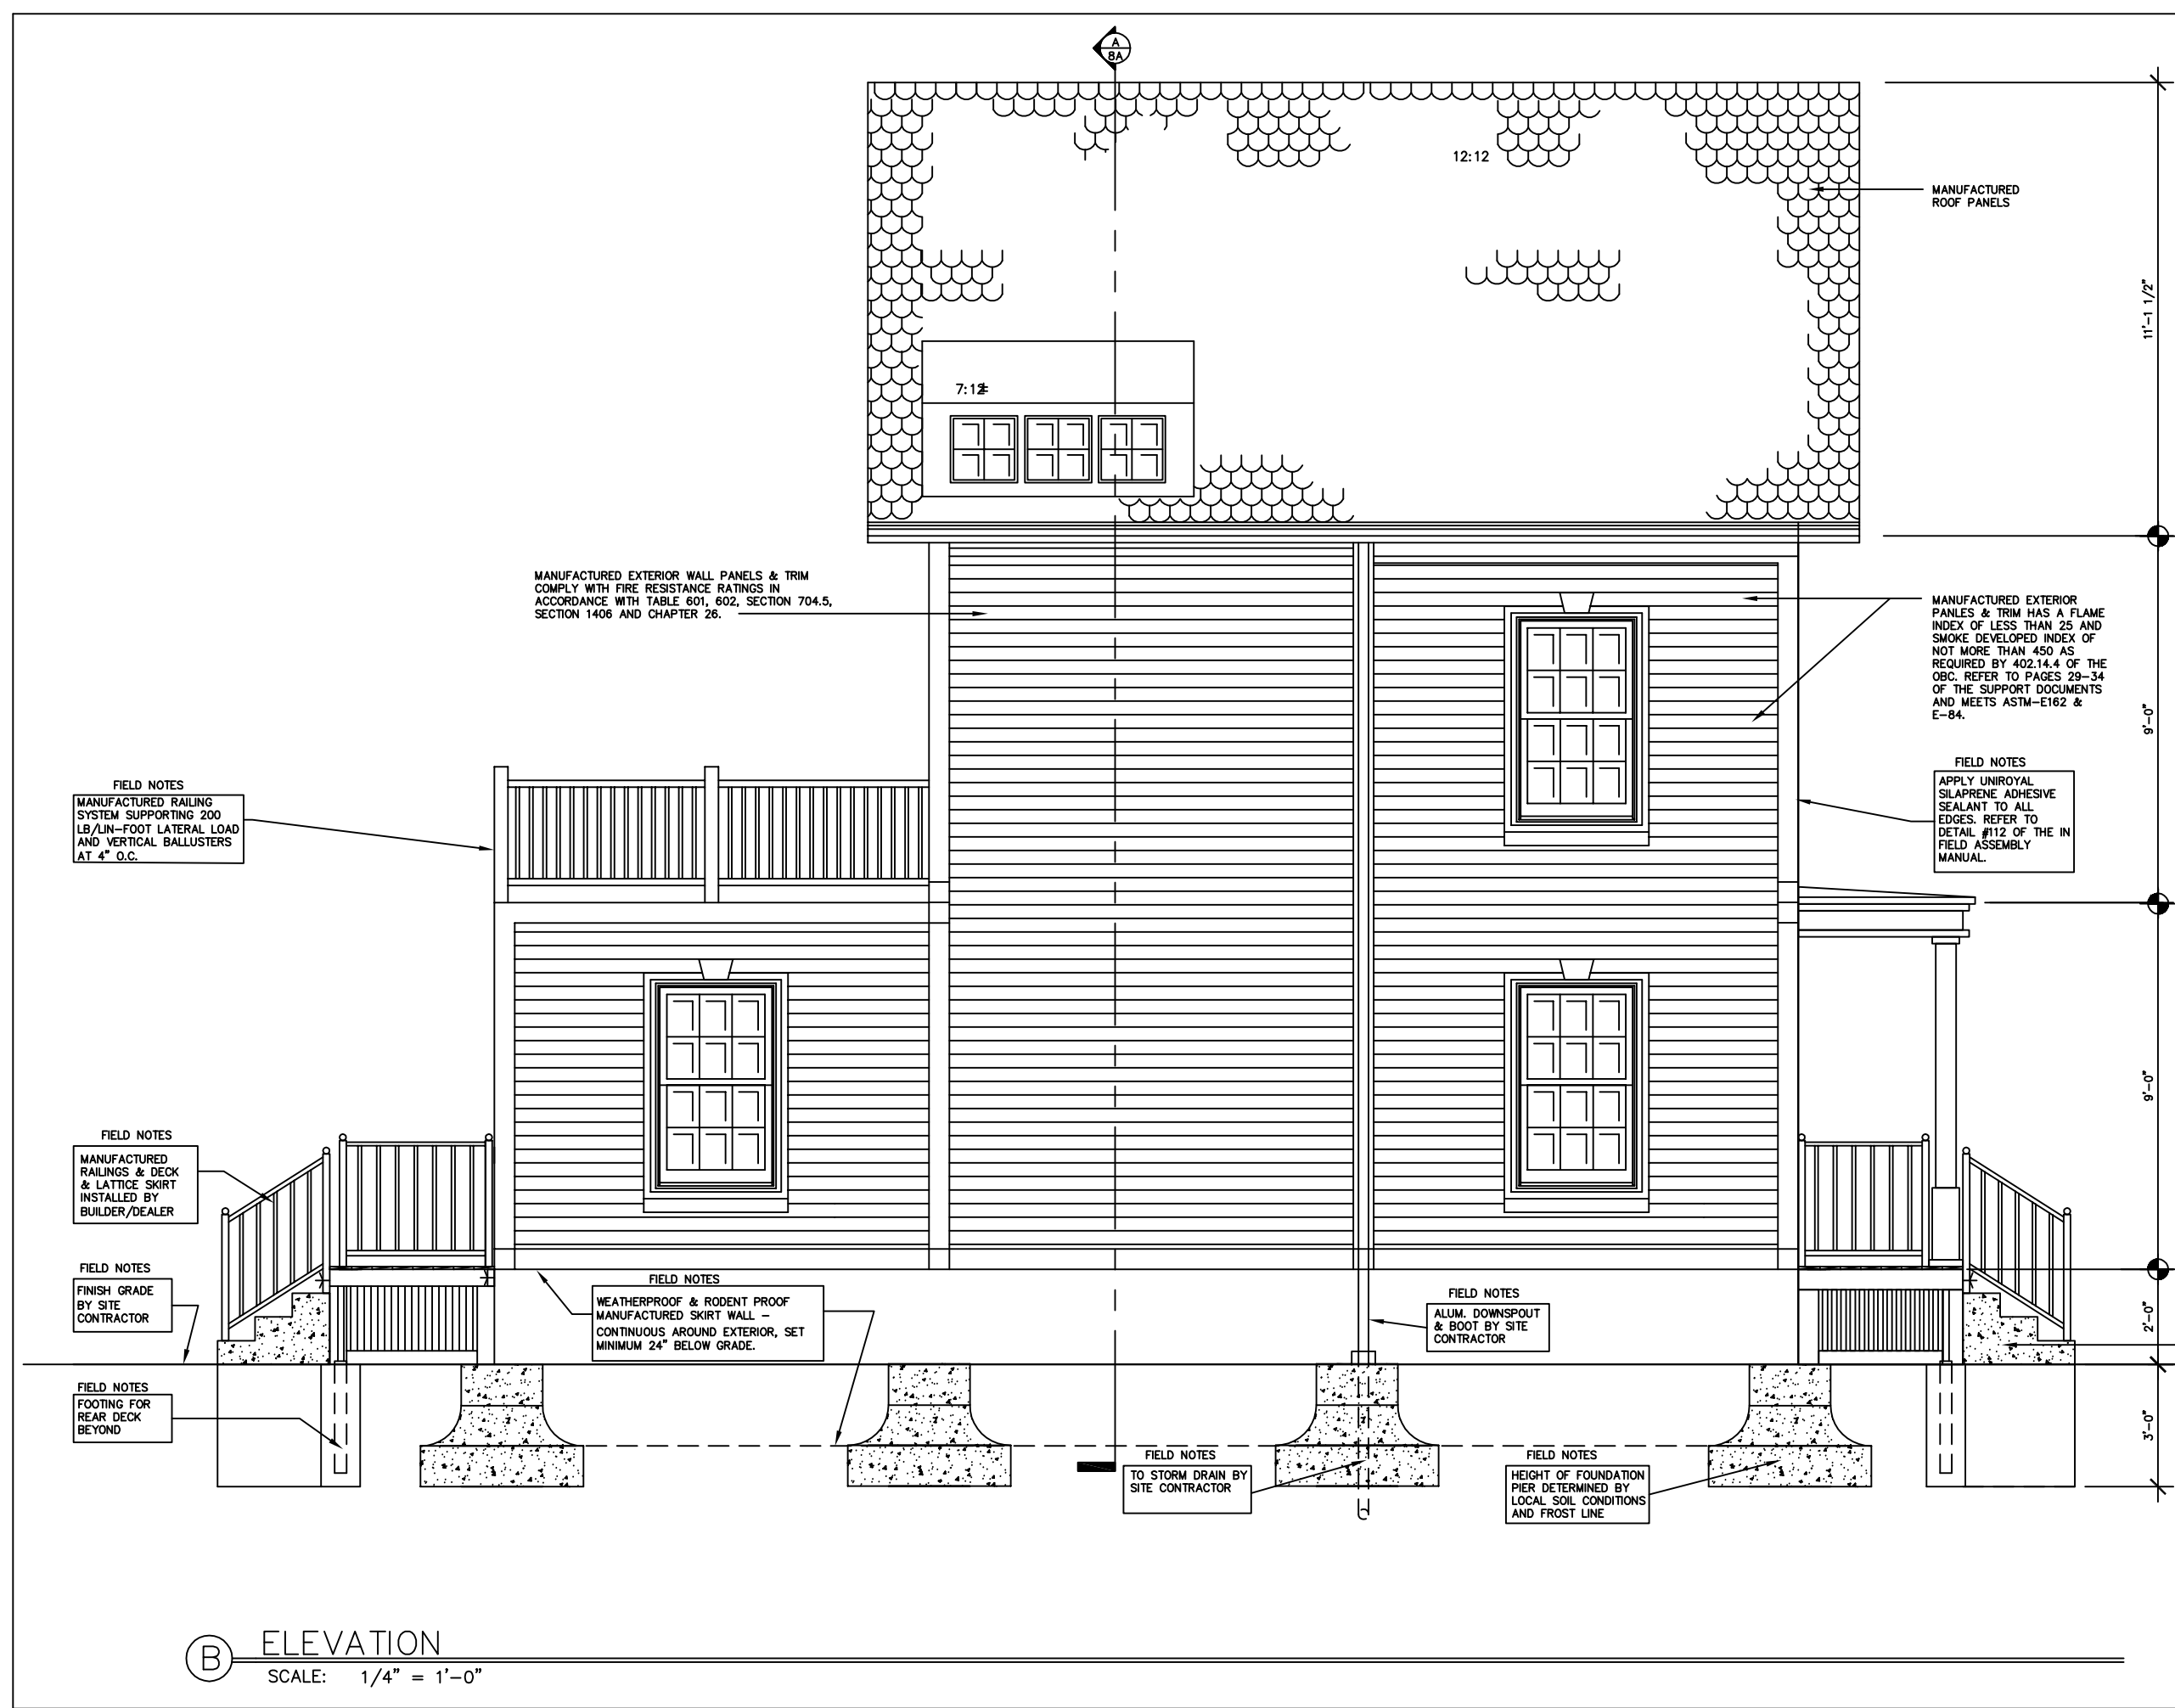 A
8A
12:12
MANUFACTURED
ROOF PANELS
11'-1 1/2"
7:12±
MANUFACTURED EXTERIOR WALL PANELS & TRIM
COMPLY WITH FIRE RESISTANCE RATINGS IN
ACCORDANCE WITH TABLE 601, 602, SECTION 704.5,
SECTION 1406 AND CHAPTER 26.
MANUFACTURED EXTERIOR
PANLES & TRIM HAS A FLAME
INDEX OF LESS THAN 25 AND
SMOKE DEVELOPED INDEX OF
NOT MORE THAN 450 AS
REQUIRED BY 402.14.4 OF THE
OBC. REFER TO PAGES 29-34
OF THE SUPPORT DOCUMENTS
AND MEETS ASTM-E162 &
E-84.
9'-0"
FIELD NOTES
APPLY UNIROYAL
SILAPRENE ADHESIVE
SEALANT TO ALL
EDGES. REFER TO
DETAIL #112 OF THE IN
FIELD ASSEMBLY
MANUAL.
FIELD NOTES
MANUFACTURED RAILING
SYSTEM SUPPORTING 200
LB/LIN-FOOT LATERAL LOAD
AND VERTICAL BALLUSTERS
AT 4" O.C.
9'-0"
FIELD NOTES
MANUFACTURED
RAILINGS & DECK
& LATTICE SKIRT
INSTALLED BY
BUILDER/DEALER
FIELD NOTES
FINISH GRADE
BY SITE
CONTRACTOR
FIELD NOTES
WEATHERPROOF & RODENT PROOF
MANUFACTURED SKIRT WALL -
CONTINUOUS AROUND EXTERIOR, SET
MINIMUM 24" BELOW GRADE.
FIELD NOTES
ALUM. DOWNSPOUT
& BOOT BY SITE
CONTRACTOR
2'-0"
FIELD NOTES
FOOTING FOR
REAR DECK
BEYOND
3'-0"
FIELD NOTES
TO STORM DRAIN BY
SITE CONTRACTOR
FIELD NOTES
HEIGHT OF FOUNDATION
PIER DETERMINED BY
LOCAL SOIL CONDITIONS
AND FROST LINE
B
ELEVATION
SCALE: 1/4" = 1'-0"